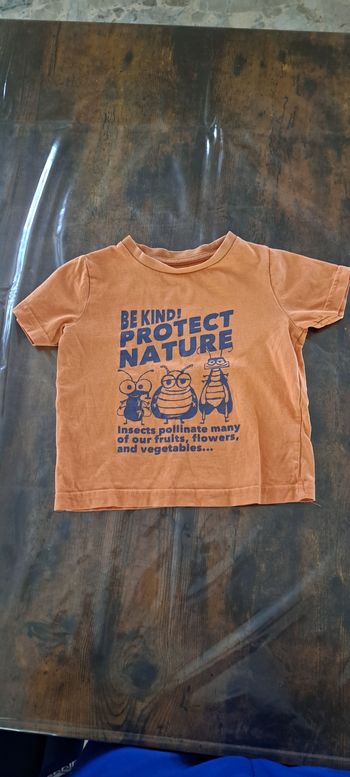 BE KIND!
PROTECT
NATURE
Insects pollinate many
of our fruits, flowers,
and vegetables...